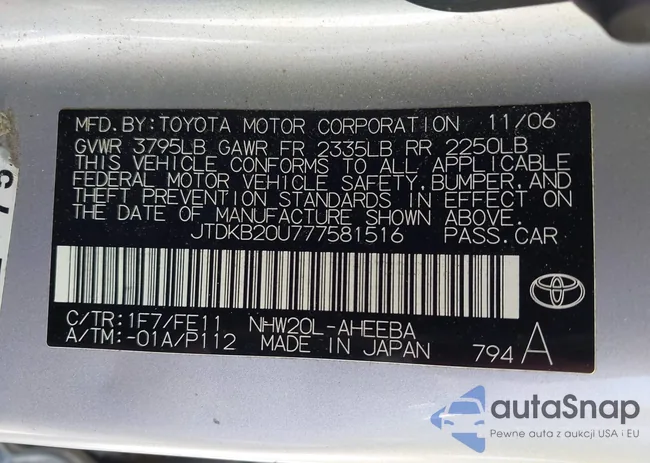 MFD.BY:TOYOTA MOTOR CORPORATION 11/06
GVWR 3795LB GAWR FR 2335LB RR 2250LB
THIS VEHICLE CONFORMS TO ALL APPLICABLE
FEDERAL MOTOR VEHICLE SAFETY, BUMPER, AND
THEFT PREVENTION STANDARDS IN EFFECT ON
THE DATE OF MANUFACTURE SHOWN ABOVE.
JTDKB20U777581516 PASS.CAR
C/TR:1F7/FE11 NHW20L-AHEEBA
A/TM:-01A/P112 MADE IN JAPAN 794 A
autaSnap
Pewne auta z aukcji USA i EU